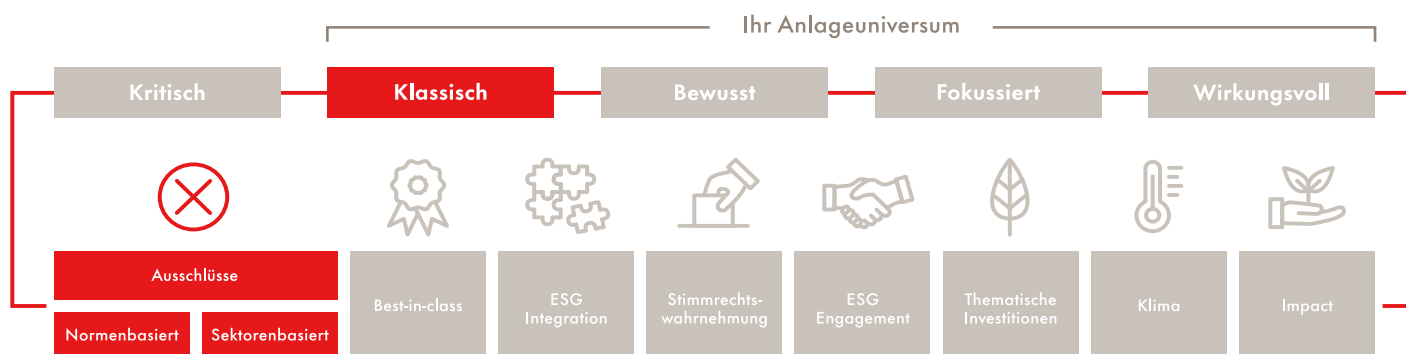 Ihr Anlageuniversum
Kritisch
Klassisch
Bewusst
Fokussiert
Wirkungsvoll
Ausschlüsse
Normenbasiert
Sektorenbasiert
Best-in-class
ESG
Integration
Stimmrechts-
wahrnehmung
ESG
Engagement
Thematische
Investitionen
Klima
Impact